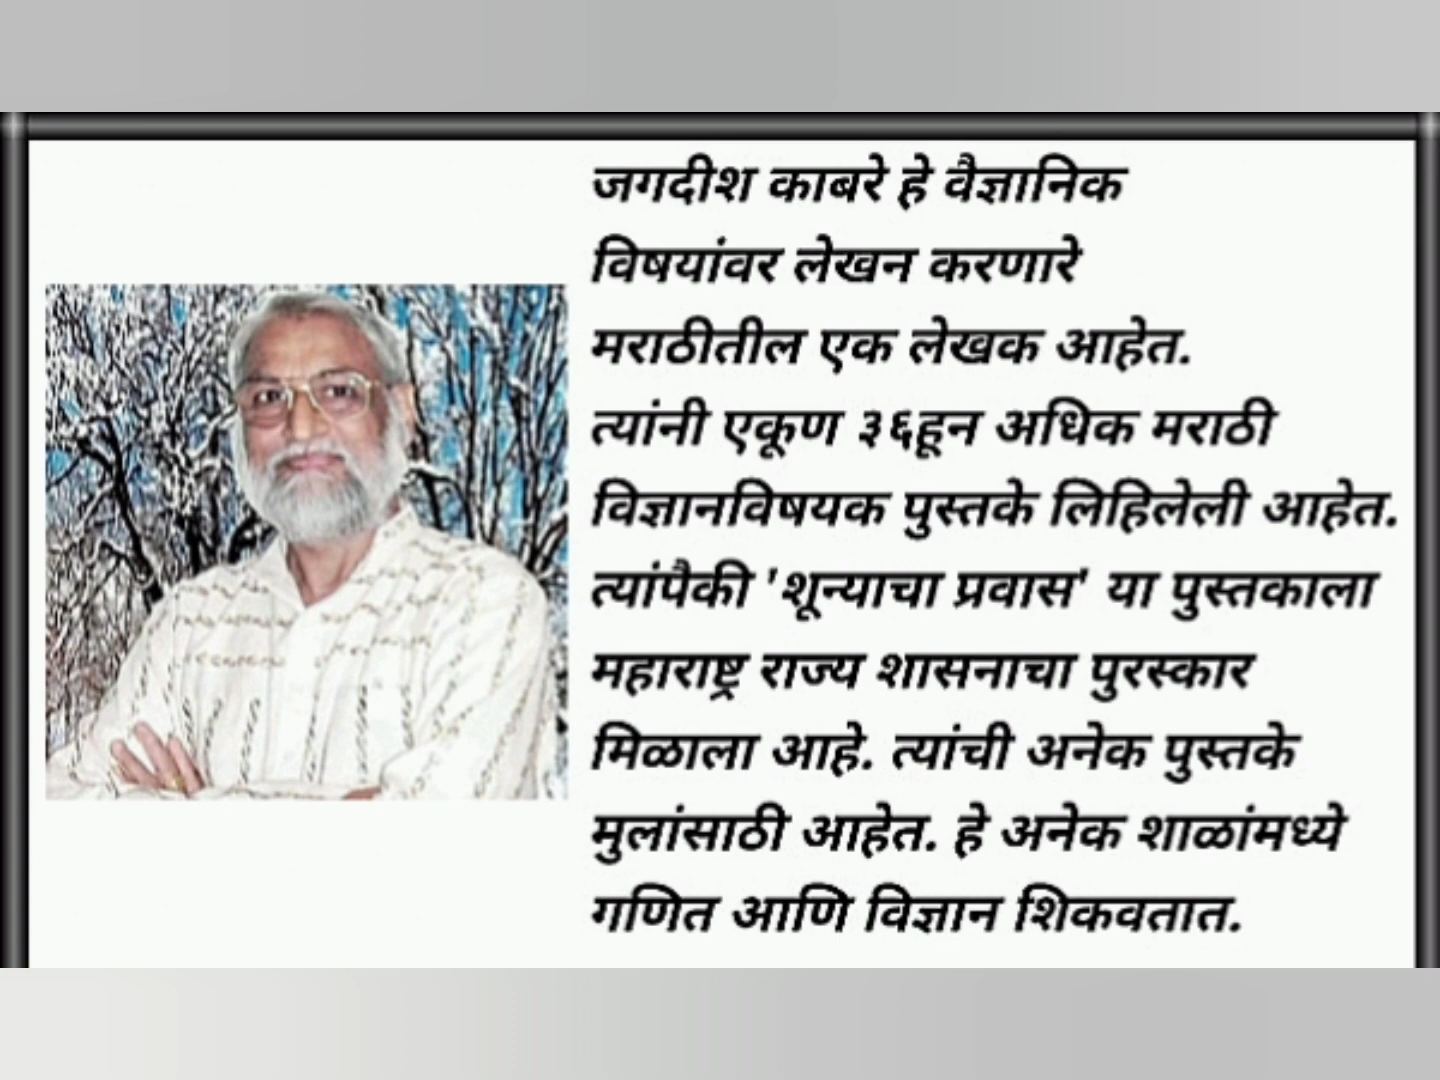 जगदीश काबरे हे वैज्ञानिक
विषयांवर लेखन करणारे
मराठीतील एक लेखक आहेत.
त्यांनी एकूण ३६हून अधिक मराठी
विज्ञानविषयक पुस्तके लिहिलेली आहेत.
त्यांपैकी 'शून्याचा प्रवास' या पुस्तकाला
महाराष्ट्र राज्य शासनाचा पुरस्कार
मिळाला आहे. त्यांची अनेक पुस्तके
मुलांसाठी आहेत. हे अनेक शाळांमध्ये
गणित आणि विज्ञान शिकवतात.